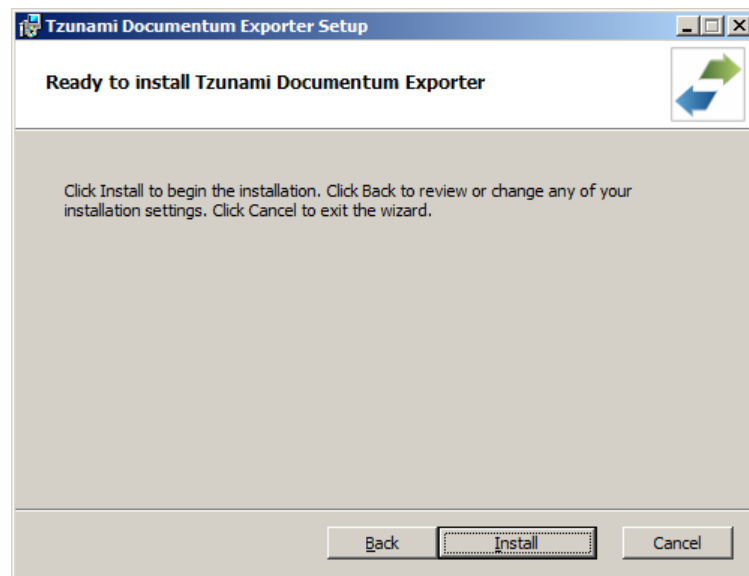 Tzunami Documentum Exporter Setup
Ready to install Tzunami Documentum Exporter
Click Install to begin the installation. Click Back to review or change any of your
installation settings. Click Cancel to exit the wizard.
Back Install Cancel